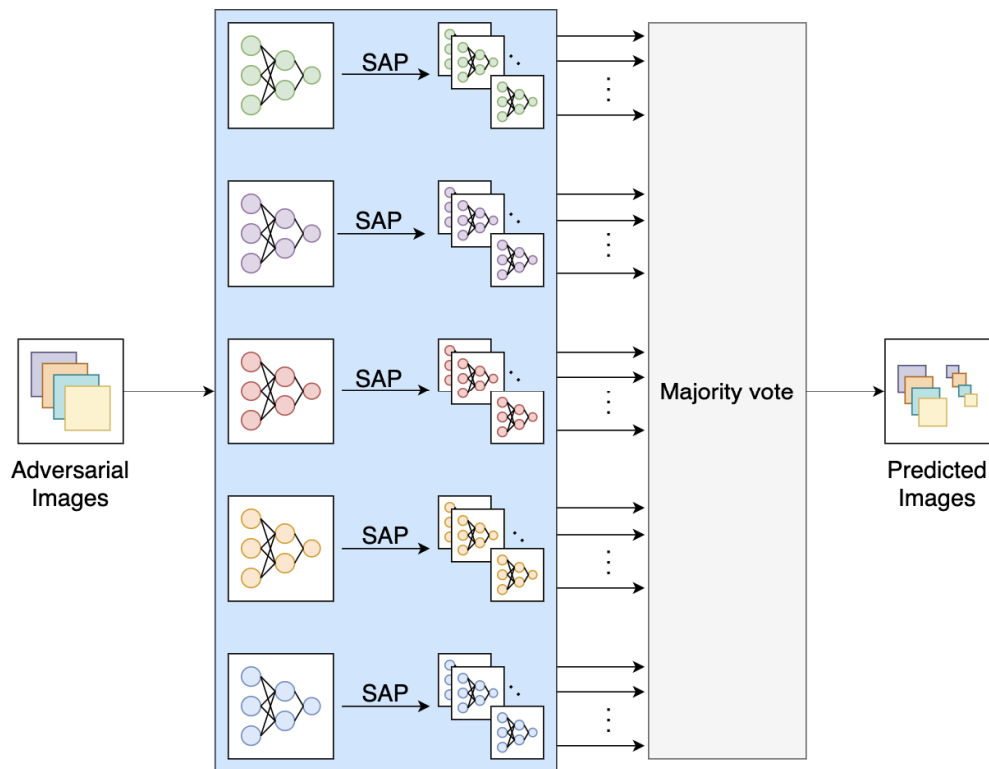 SAP
SAP
SAP
SAP
SAP
Adversarial
Images
Majority vote
Predicted
Images